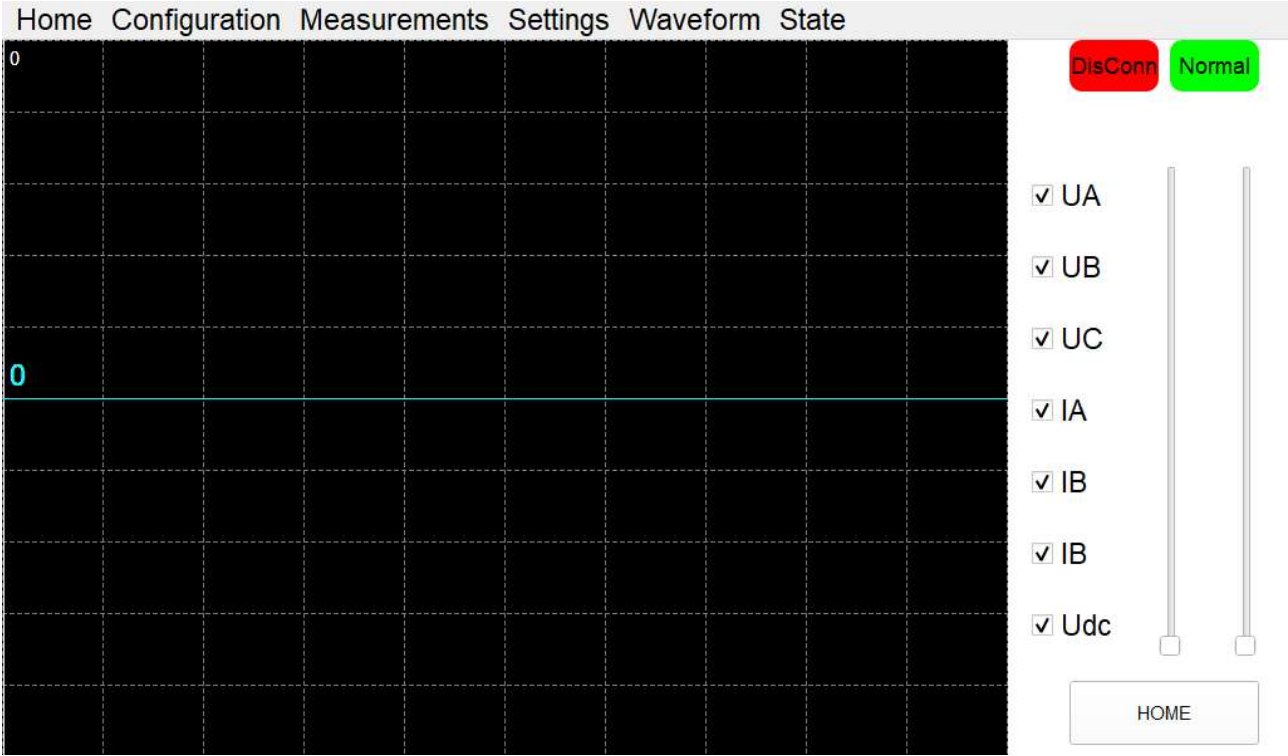 Home Configuration Measurements Settings Waveform State
0
DisConn Normal
UA
UB
UC
0
IA
IB
IB
Udc
HOME